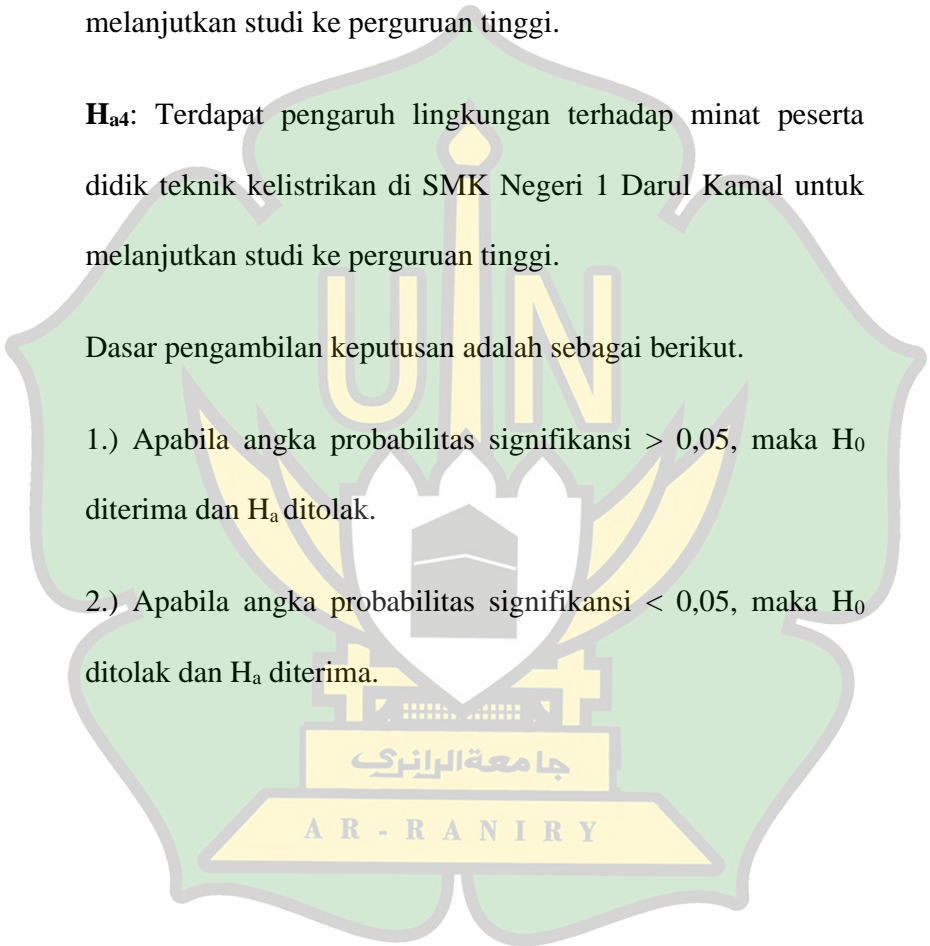 melanjutkan studi ke perguruan tinggi.
Ha4: Terdapat pengaruh lingkungan terhadap minat peserta
didik teknik kelistrikan di SMK Negeri 1 Darul Kamal untuk
melanjutkan studi ke perguruan tinggi.
Dasar pengambilan keputusan adalah sebagai berikut.
1.) Apabila angka probabilitas signifikansi > 0,05, maka H0
diterima dan Ha ditolak.
2.) Apabila angka probabilitas signifikansi < 0,05, maka H0
ditolak dan Ha diterima.
UIN
جامعة الرانري
AR-RANIRY